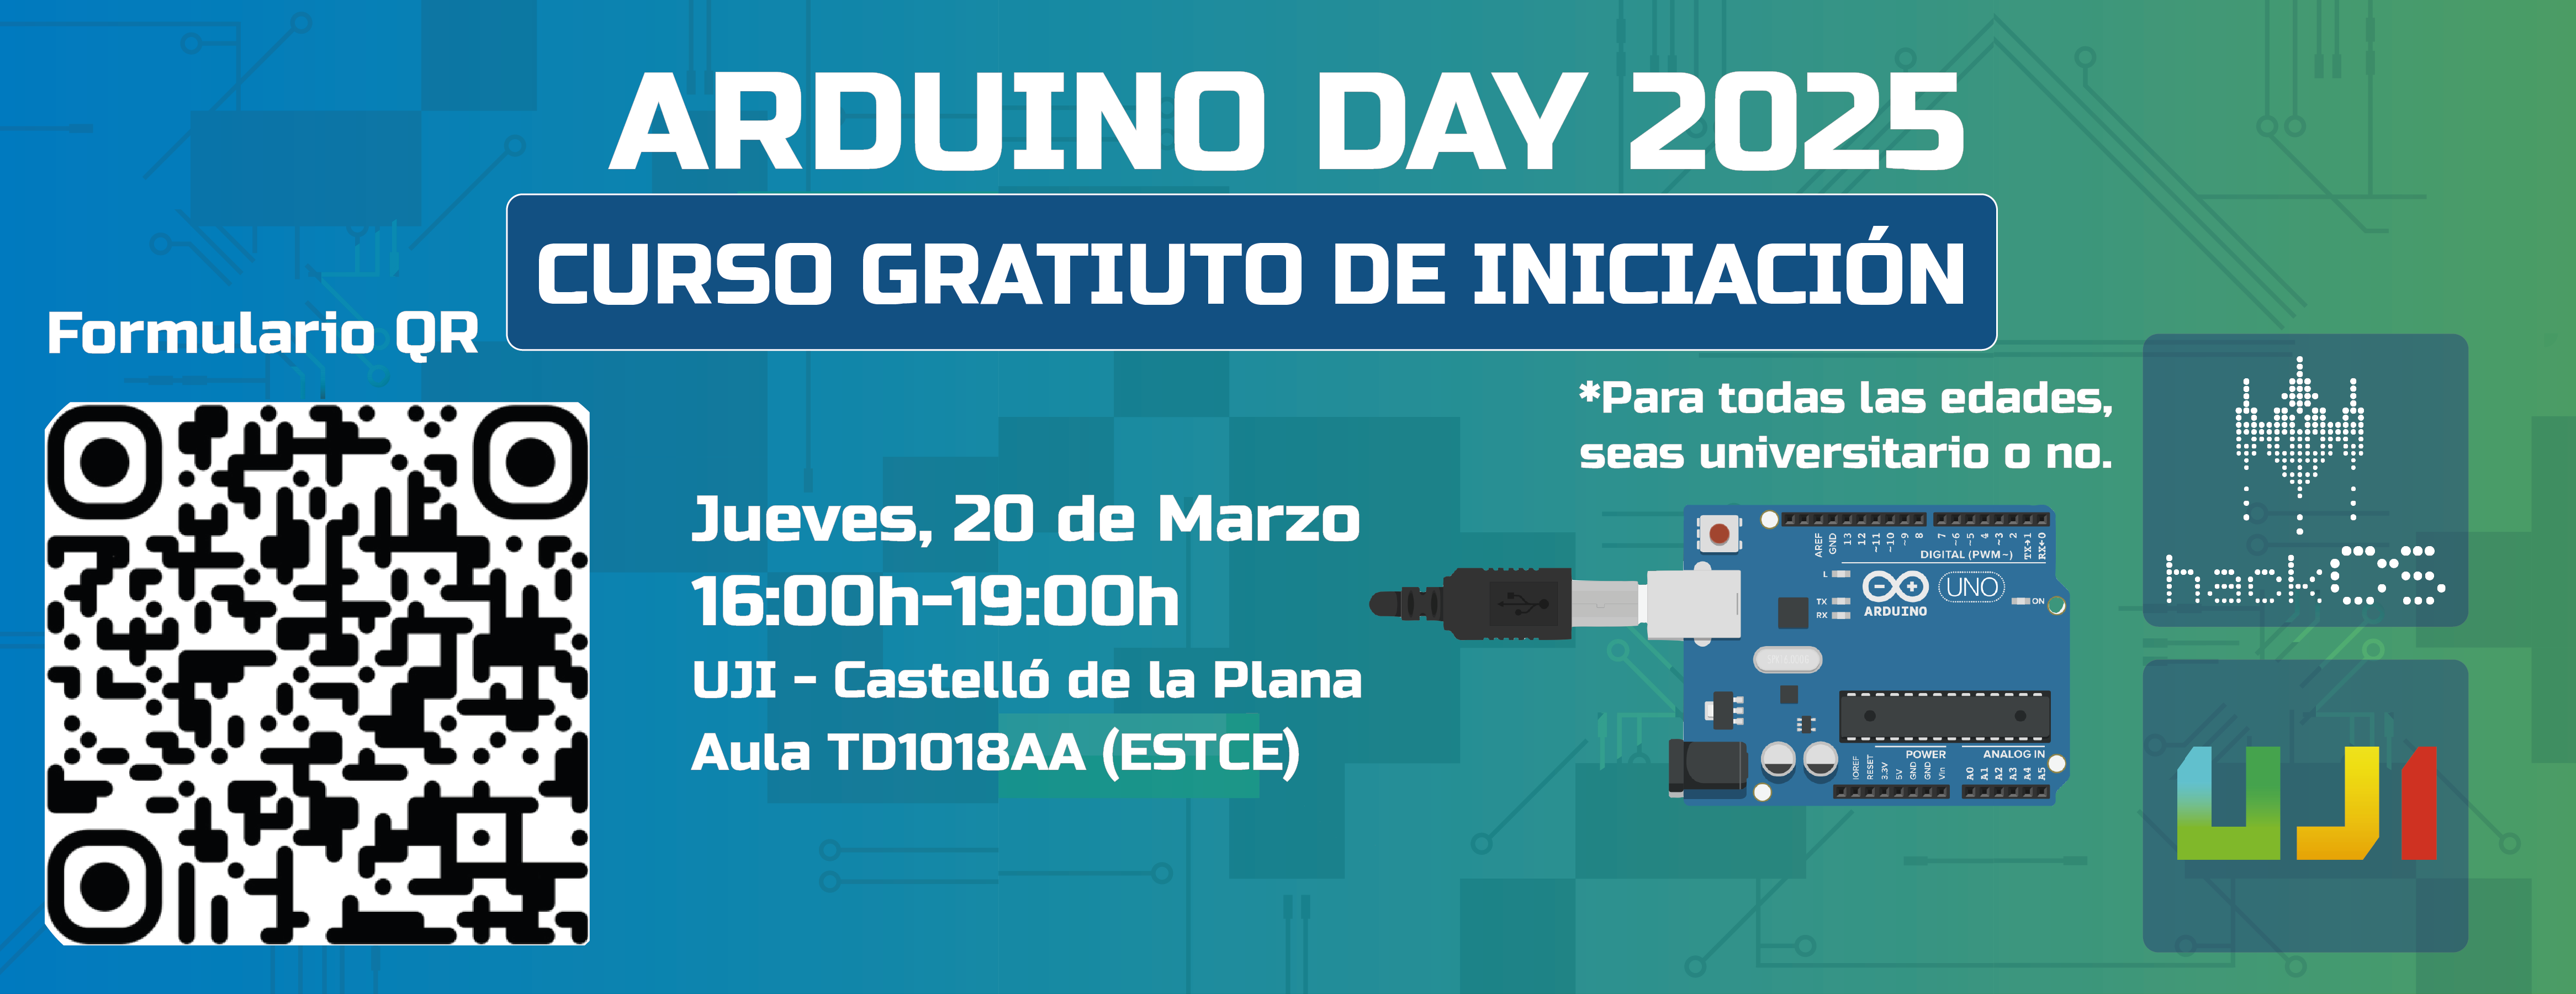 ARDUINO DAY 2025
CURSO GRATIUTO DE INICIACIÓN
Formulario QR
*Para todas las edades,
seas universitario o no.
Jueves, 20 de Marzo
16:00h-19:00h
UJI - Castelló de la Plana
Aula TD1018AA (ESTCE)
AREF
GND
13
12
~11
~10
~9
8
7
~6
~5
4
~3
2
TX→1
RX←0
DIGITAL (PWM~)
L
TX
RX
ARDUINO
UNO
ON
POWER
ANALOG IN
IOREF
RESET
3.3V
5V
GND
GND
Vin
A0
A1
A2
A3
A4
A5
hackOS
UJI